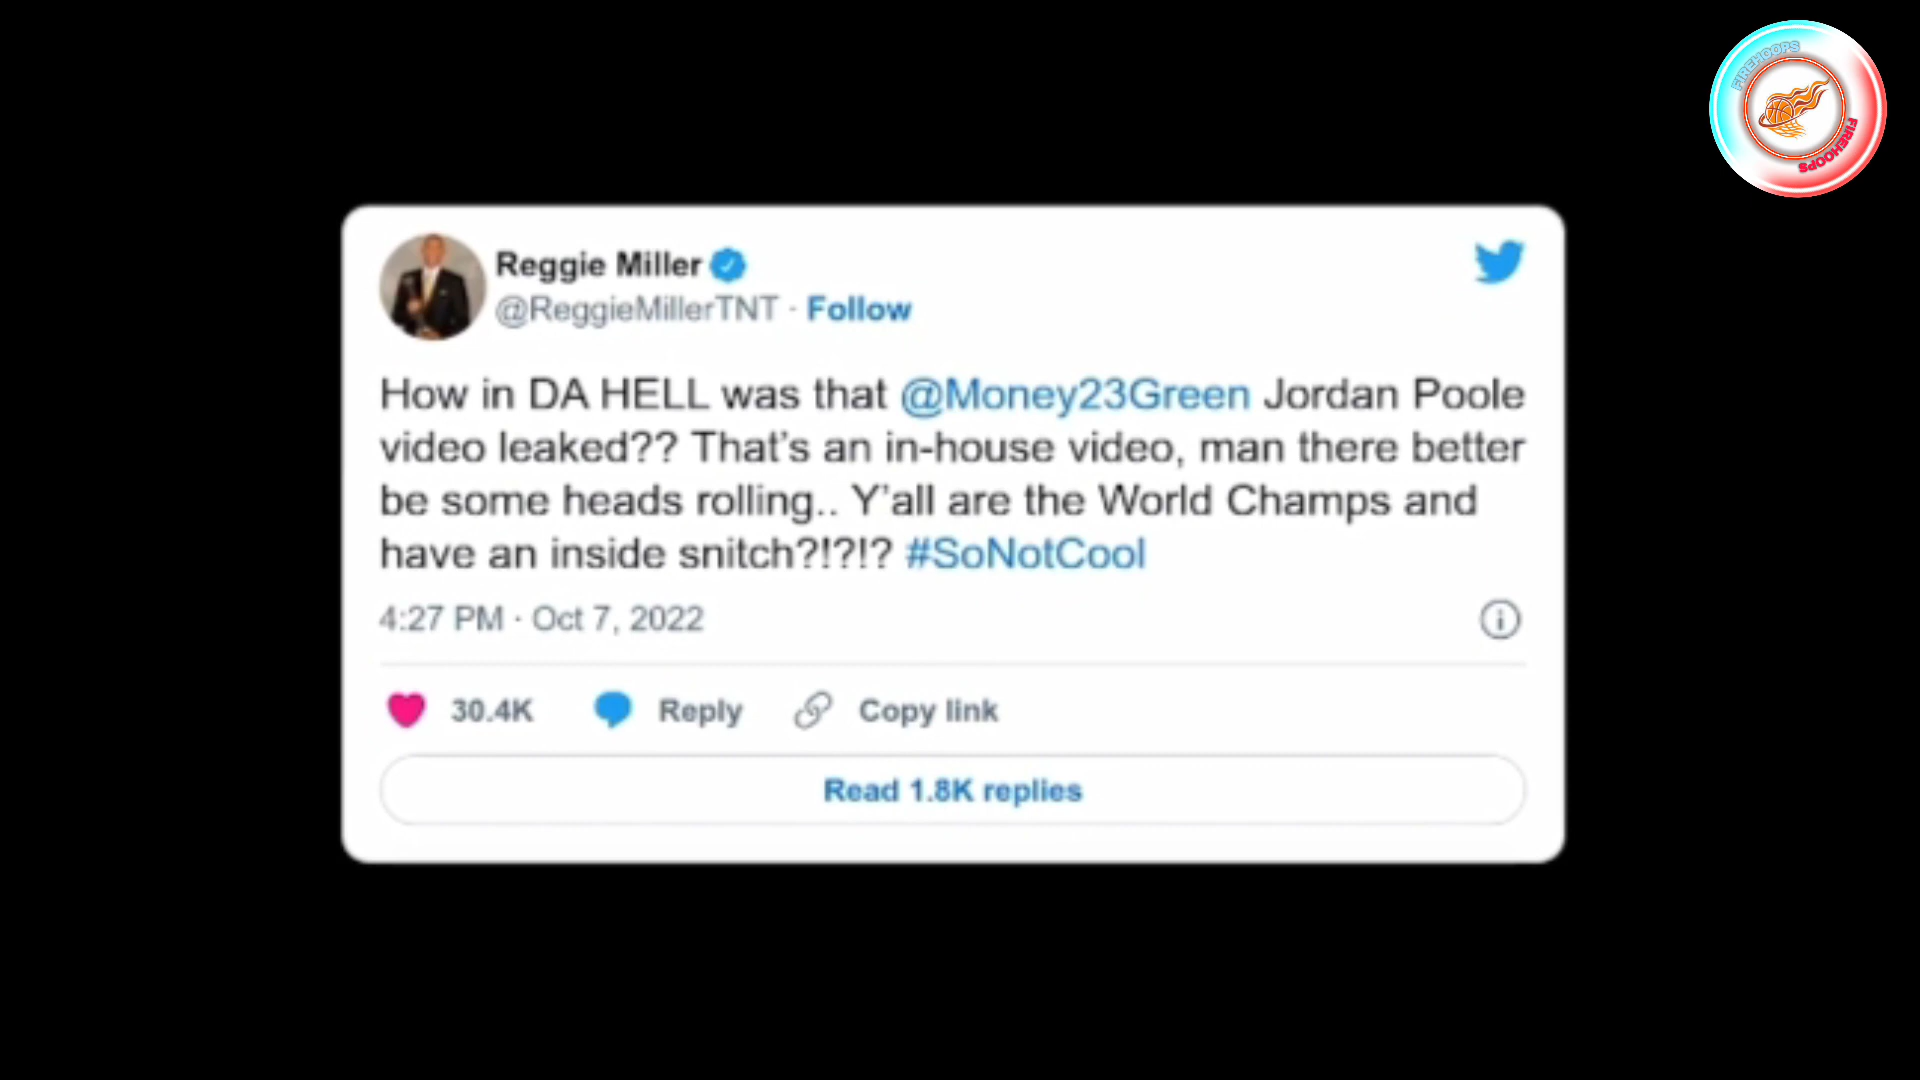 FIREHOOPS
FIREHOOPS
Reggie Miller
@ReggieMillerTNT · Follow
How in DA HELL was that @Money23Green Jordan Poole
video leaked?? That's an in-house video, man there better
be some heads rolling.. Y'all are the World Champs and
have an inside snitch?!?!? #SoNotCool
4:27 PM · Oct 7, 2022
30.4K Reply Copy link
Read 1.8K replies